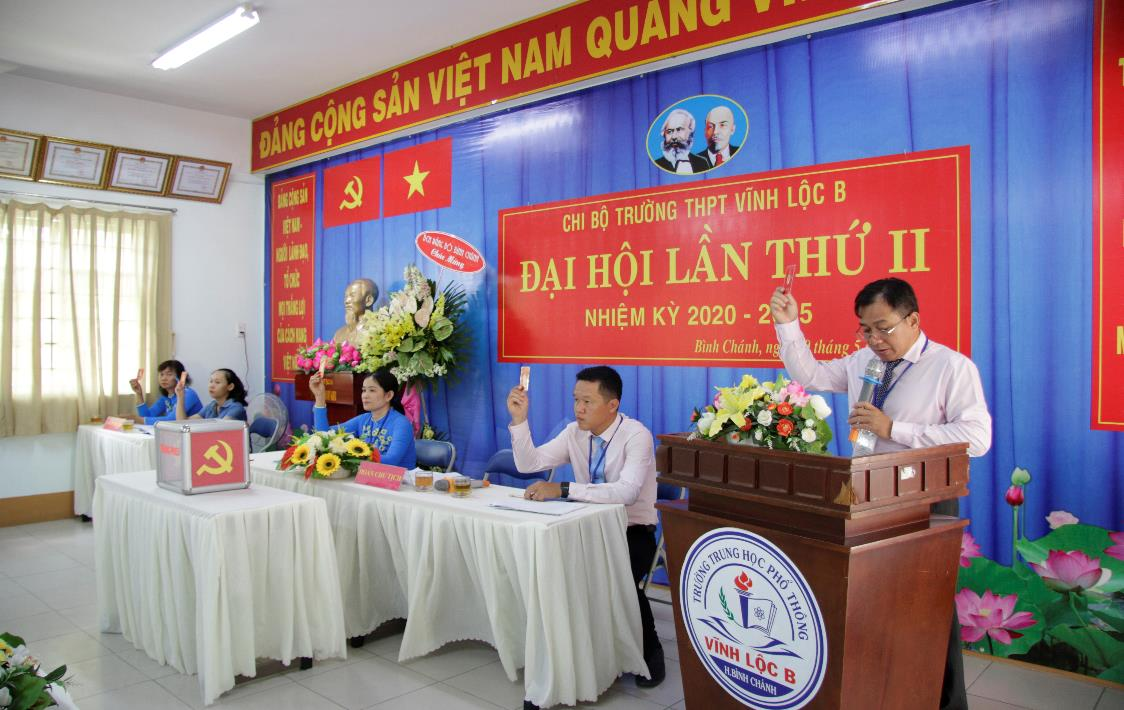 ĐẢNG CỘNG SẢN VIỆT NAM QUANG
ĐẢNG CỘNG SẢN
VIỆT NAM -
NGƯỜI LÃNH ĐẠO,
TỔ CHỨC
MỌI THẮNG LỢI
CỦA CÁCH MẠNG
VIỆT
CHI BỘ TRƯỜNG THPT VĨNH LỘC B
ĐẠI HỘI LẦN THỨ II
NHIỆM KỲ 2020 -
Bình Chánh, tháng 5
Chúc Mừng
ĐOÀN CHỦ TỊCH
TRƯỜNG TRUNG HỌC PHỔ THÔNG
VĨNH LỘC B
H.BÌNH CHÁNH